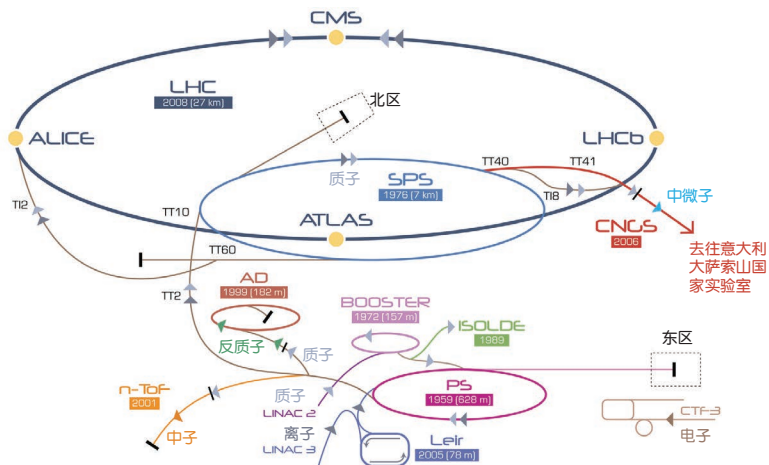 CMS
LHC
2008 (27 km)
北区
ALICE
LHCb
TT40
TT41
质子
SPS
1976 (7 km)
TI8
中微子
TI2
TT10
ATLAS
CNGS
2006
去往意大利
大萨索山国
家实验室
TT60
AD
1999 (182 m)
TT2
BOOSTER
1972 (157 m)
ISOLDE
1989
反质子
质子
东区
n-ToF
2001
质子
LINAC 2
PS
1959 (628 m)
中子
离子
LINAC 3
Leir
2005 (78 m)
CTF-3
电子